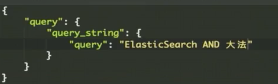 {
    "query": {
        "query_string": {
            "query": "ElasticSearch AND 大法"
        }
    }
}